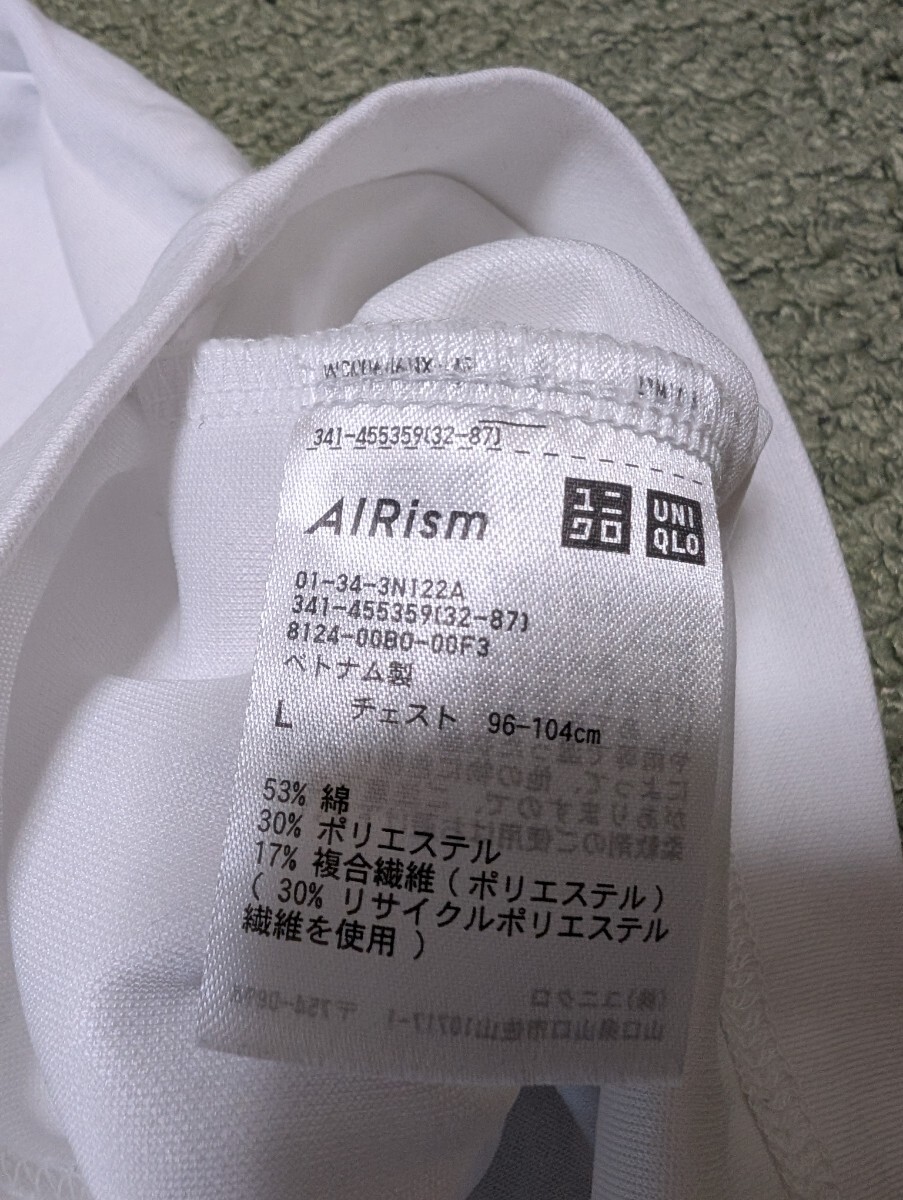 341-455359(32-87)
AIRism
ユニ
クロ
UNI
QLO
01-34-3N122A
341-455359(32-87)
8124-00B0-00F3
ベトナム製
L チェスト 96-104cm
53% 綿
30% ポリエステル
17% 複合繊維 ( ポリエステル )
( 30% リサイクルポリエステル
繊維を使用 )
(株)ユニクロ
山口県山口市佐山10717-1 〒754-0894